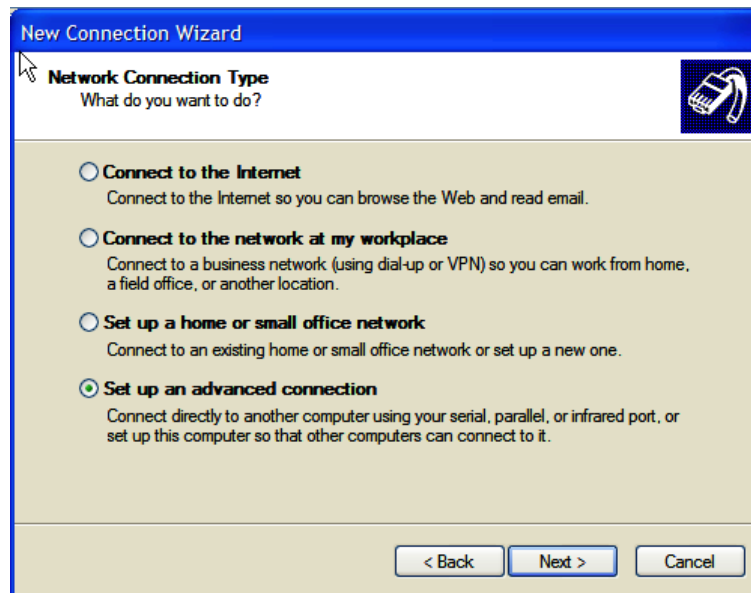 New Connection Wizard
Network Connection Type
What do you want to do?
Connect to the Internet
Connect to the Internet so you can browse the Web and read email.
Connect to the network at my workplace
Connect to a business network (using dial-up or VPN) so you can work from home,
a field office, or another location.
Set up a home or small office network
Connect to an existing home or small office network or set up a new one.
Set up an advanced connection
Connect directly to another computer using your serial, parallel, or infrared port, or
set up this computer so that other computers can connect to it.
< Back Next > Cancel